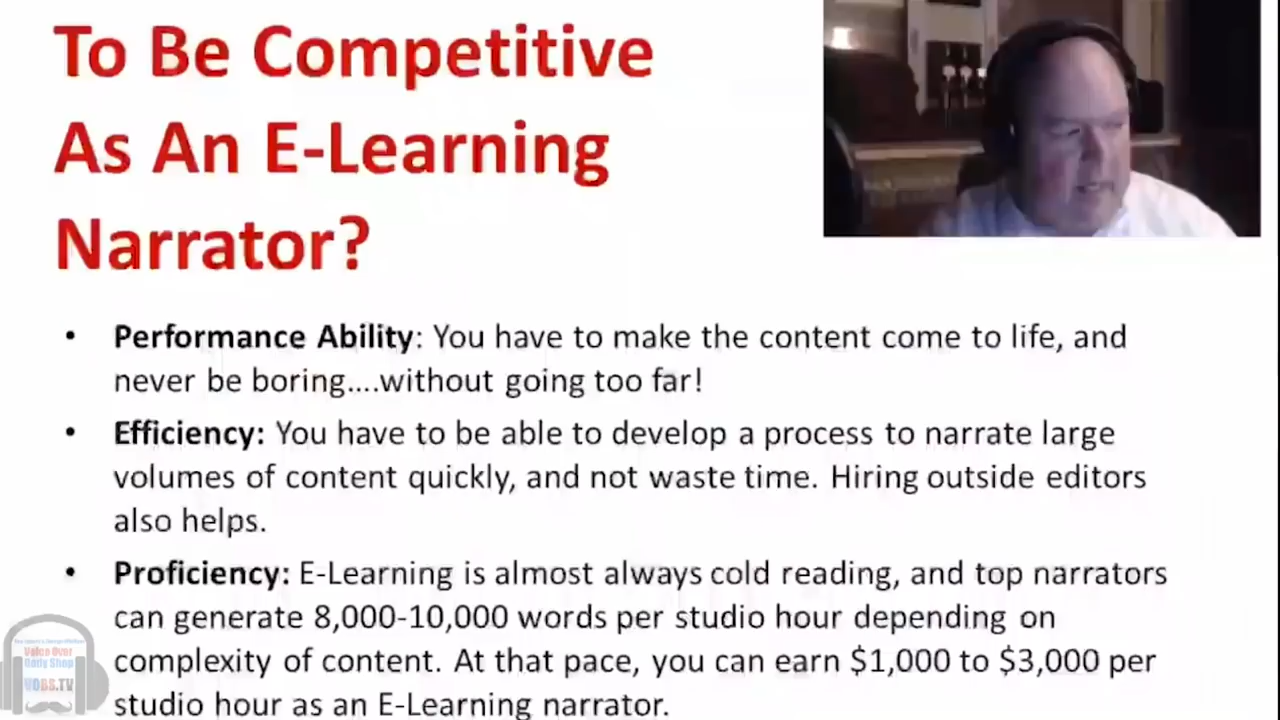 To Be Competitive
As An E-Learning
Narrator?
• Performance Ability: You have to make the content come to life, and
never be boring....without going too far!
• Efficiency: You have to be able to develop a process to narrate large
volumes of content quickly, and not waste time. Hiring outside editors
also helps.
• Proficiency: E-Learning is almost always cold reading, and top narrators
can generate 8,000-10,000 words per studio hour depending on
complexity of content. At that pace, you can earn $1,000 to $3,000 per
studio hour as an E-Learning narrator.
Voice Over
Body Shop
VOBS.TV